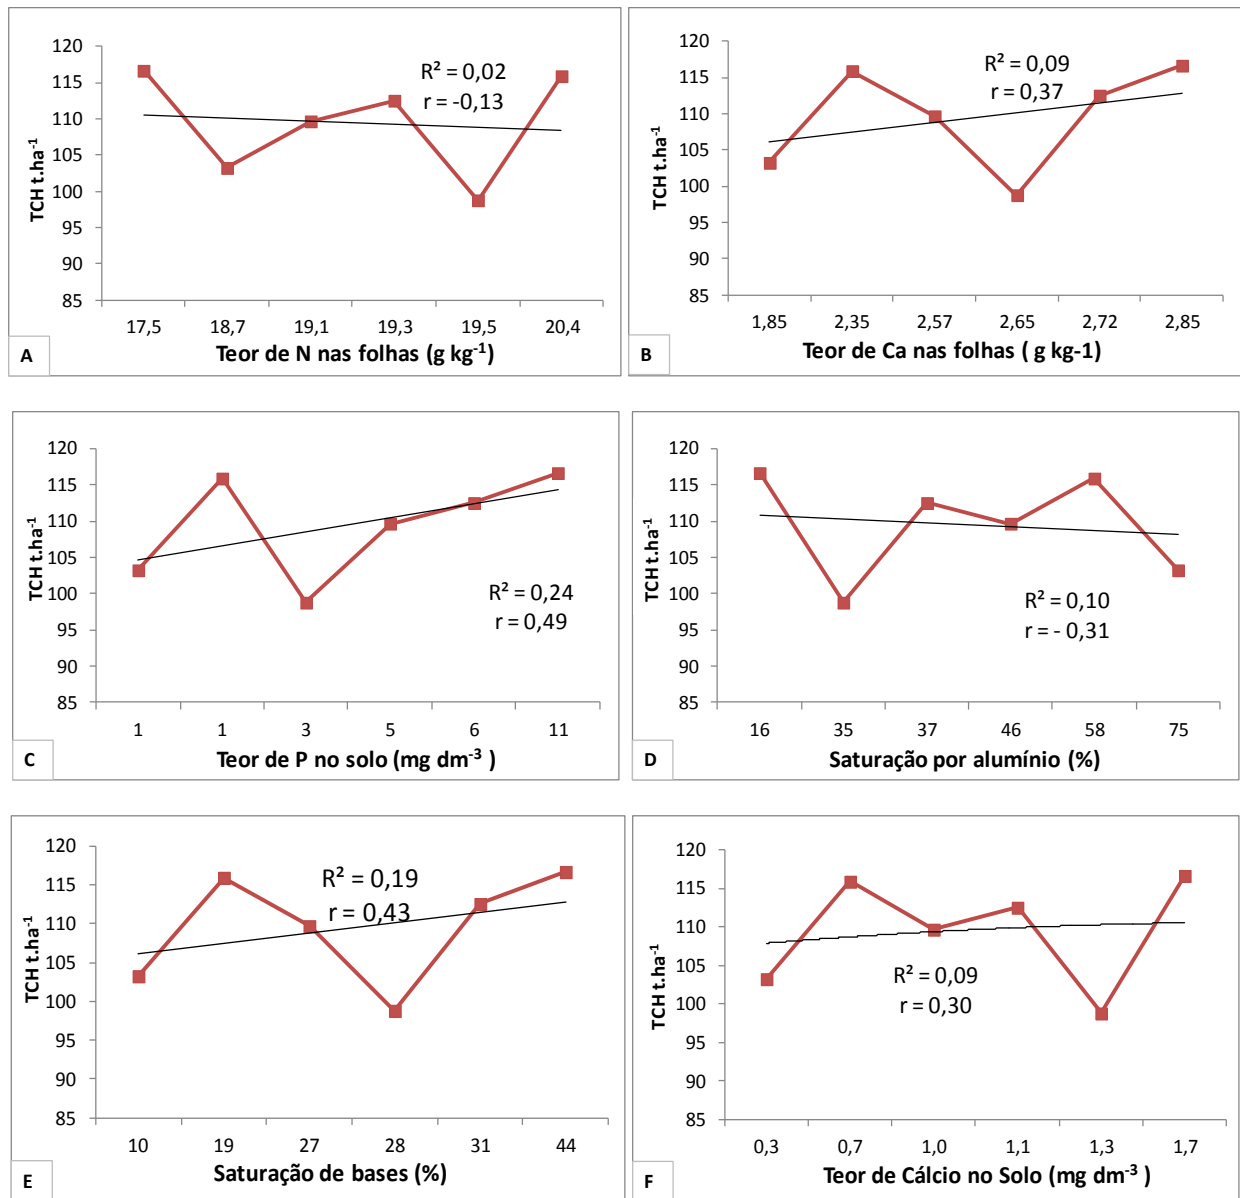 120
115
110
105
100
95
90
85
TCH t.ha⁻¹
R² = 0,02
r = -0,13
17,5 18,7 19,1 19,3 19,5 20,4
Teor de N nas folhas (g kg⁻¹)
A
120
115
110
105
100
95
90
85
TCH t.ha⁻¹
R² = 0,09
r = 0,37
1,85 2,35 2,57 2,65 2,72 2,85
Teor de Ca nas folhas ( g kg-1)
B
120
115
110
105
100
95
90
85
TCH t.ha⁻¹
R² = 0,24
r = 0,49
1 1 3 5 6 11
Teor de P no solo (mg dm⁻³ )
C
120
115
110
105
100
95
90
85
TCH t.ha⁻¹
R² = 0,10
r = - 0,31
16 35 37 46 58 75
Saturação por alumínio (%)
D
120
115
110
105
100
95
90
85
TCH t.ha⁻¹
R² = 0,19
r = 0,43
10 19 27 28 31 44
Saturação de bases (%)
E
120
115
110
105
100
95
90
85
TCH t.ha⁻¹
R² = 0,09
r = 0,30
0,3 0,7 1,0 1,1 1,3 1,7
Teor de Cálcio no Solo (mg dm⁻³ )
F